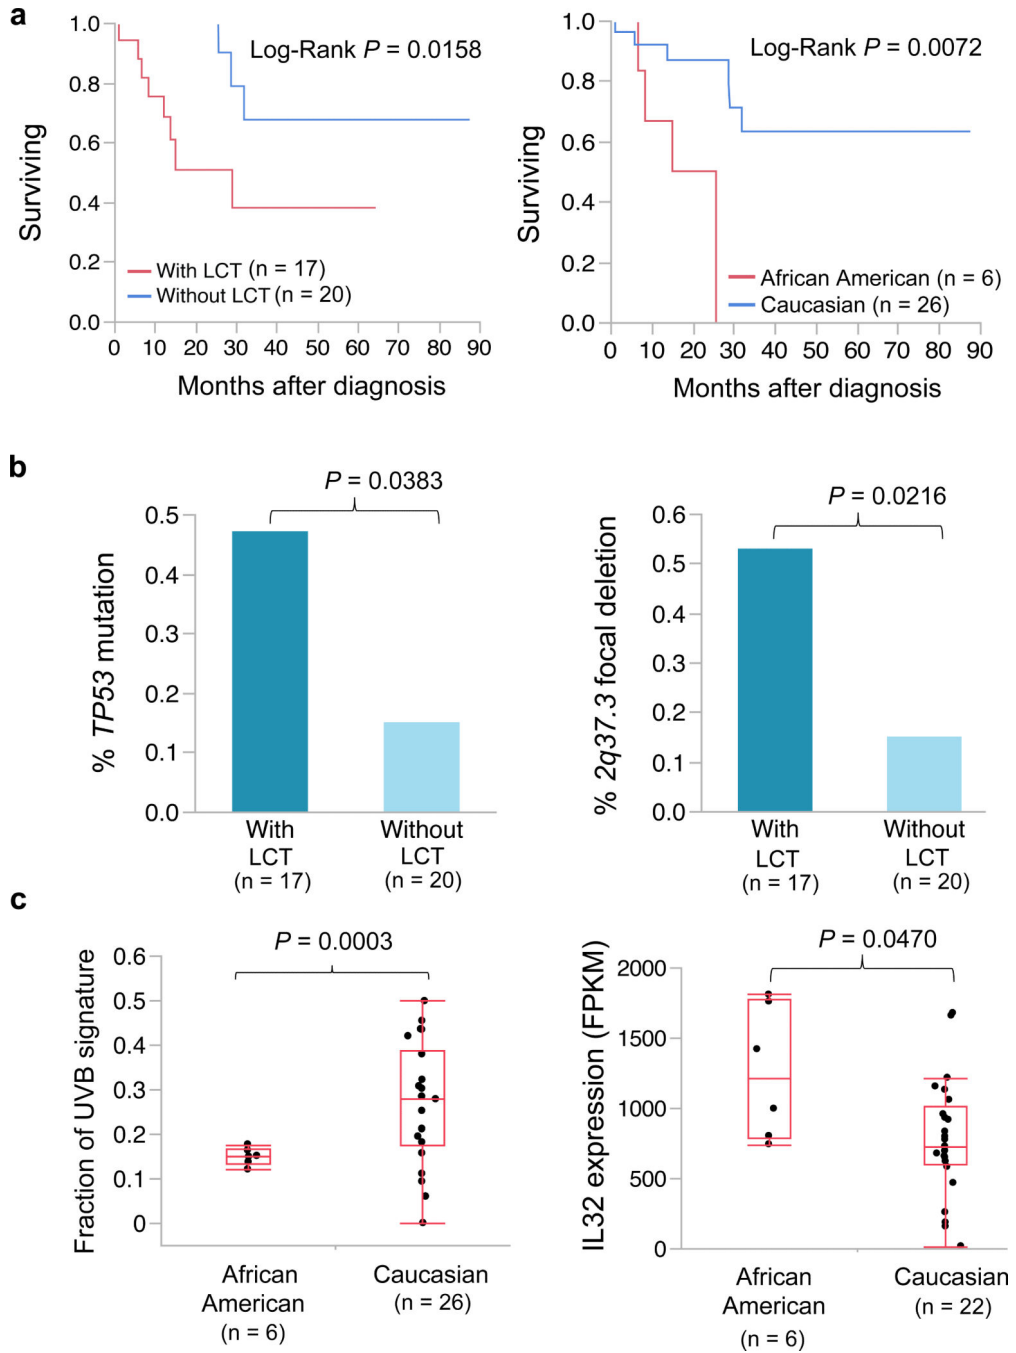 a
1.0
0.8
0.6
0.4
0.2
0.0
Surviving
Log-Rank P = 0.0158
With LCT (n = 17)
Without LCT (n = 20)
0 10 20 30 40 50 60 70 80 90
Months after diagnosis
1.0
0.8
0.6
0.4
0.2
0.0
Surviving
Log-Rank P = 0.0072
African American (n = 6)
Caucasian (n = 26)
0 10 20 30 40 50 60 70 80 90
Months after diagnosis
b
P = 0.0383
0.5
0.4
0.3
0.2
0.1
0.0
% TP53 mutation
With
LCT
(n = 17)
Without
LCT
(n = 20)
P = 0.0216
0.6
0.5
0.4
0.3
0.2
0.1
0.0
% 2q37.3 focal deletion
With
LCT
(n = 17)
Without
LCT
(n = 20)
c
P = 0.0003
0.6
0.5
0.4
0.3
0.2
0.1
0
Fraction of UVB signature
African
American
(n = 6)
Caucasian
(n = 26)
P = 0.0470
2000
1500
1000
500
0
IL32 expression (FPKM)
African
American
(n = 6)
Caucasian
(n = 22)